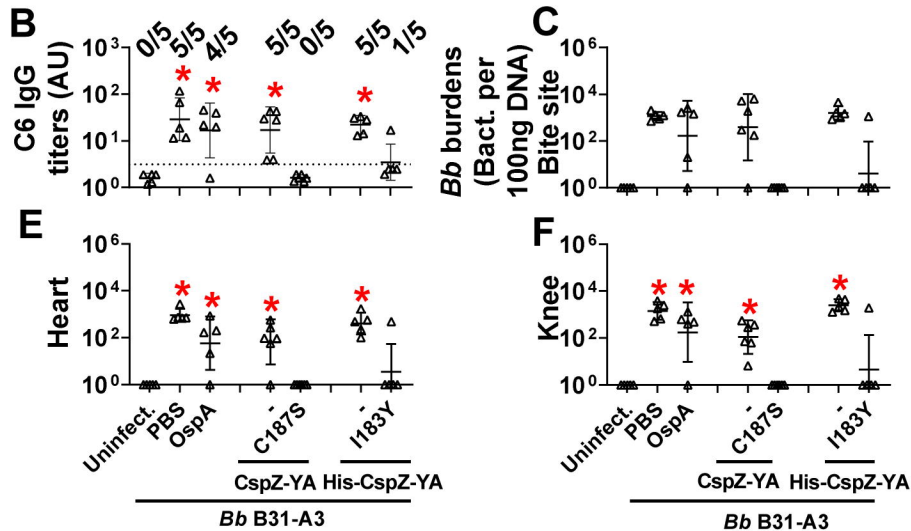 B
0/5 5/5 4/5 5/5 0/5 5/5 1/5
C6 IgG
titers (AU)
10³
10²
10¹
10⁰
* * * *
C
Bb burdens
(Bact. per
100ng DNA)
Bite site
10⁶
10⁴
10²
10⁰
E
Heart
10⁶
10⁴
10²
10⁰
* * * *
Uninfect. PBS OspA - C187S - I183Y
CspZ-YA His-CspZ-YA
Bb B31-A3
F
Knee
10⁶
10⁴
10²
10⁰
* * * *
Uninfect. PBS OspA - C187S - I183Y
CspZ-YA His-CspZ-YA
Bb B31-A3